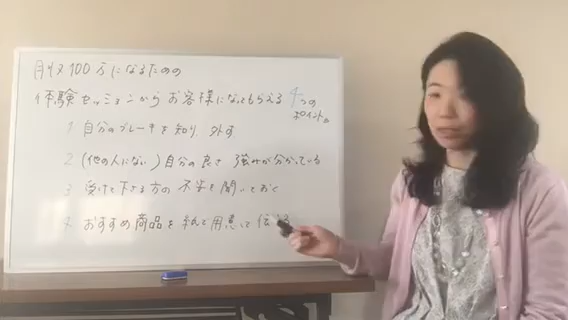 月収100万になるための
体験セッションからお客様になってもらえる4つのポイント
1 自分のブレーキを知り、外す
2 (他の人にない)自分の良さ 強みが分かっている
3 受けて下さる方の不安を聞いておく
4 おすすめ商品を 用意して